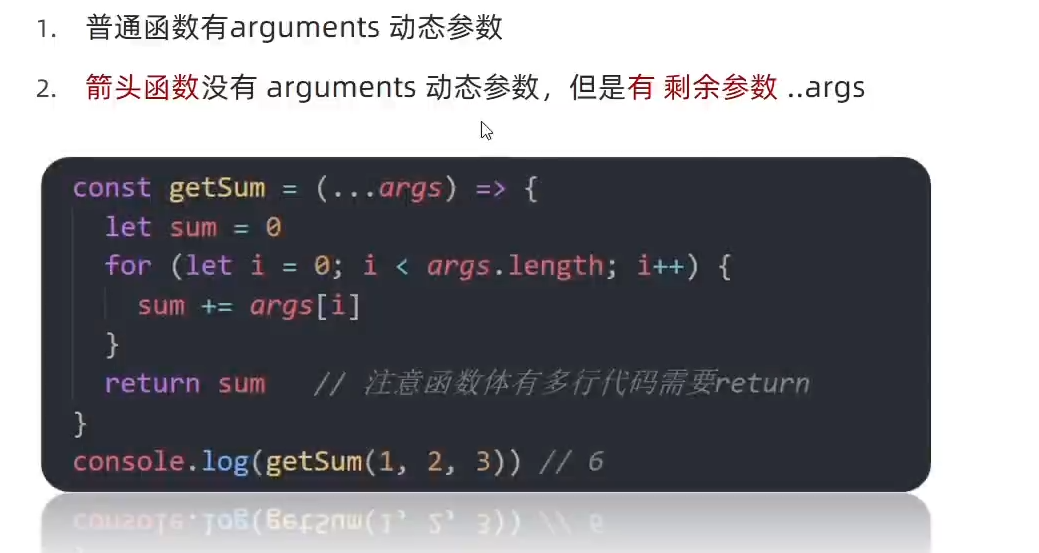 1. 普通函数有arguments 动态参数
2. 箭头函数没有 arguments 动态参数，但是有 剩余参数 ..args
const getSum = (...args) => {
  let sum = 0
  for (let i = 0; i < args.length; i++) {
    sum += args[i]
  }
  return sum   // 注意函数体有多行代码需要return
}
console.log(getSum(1, 2, 3)) // 6